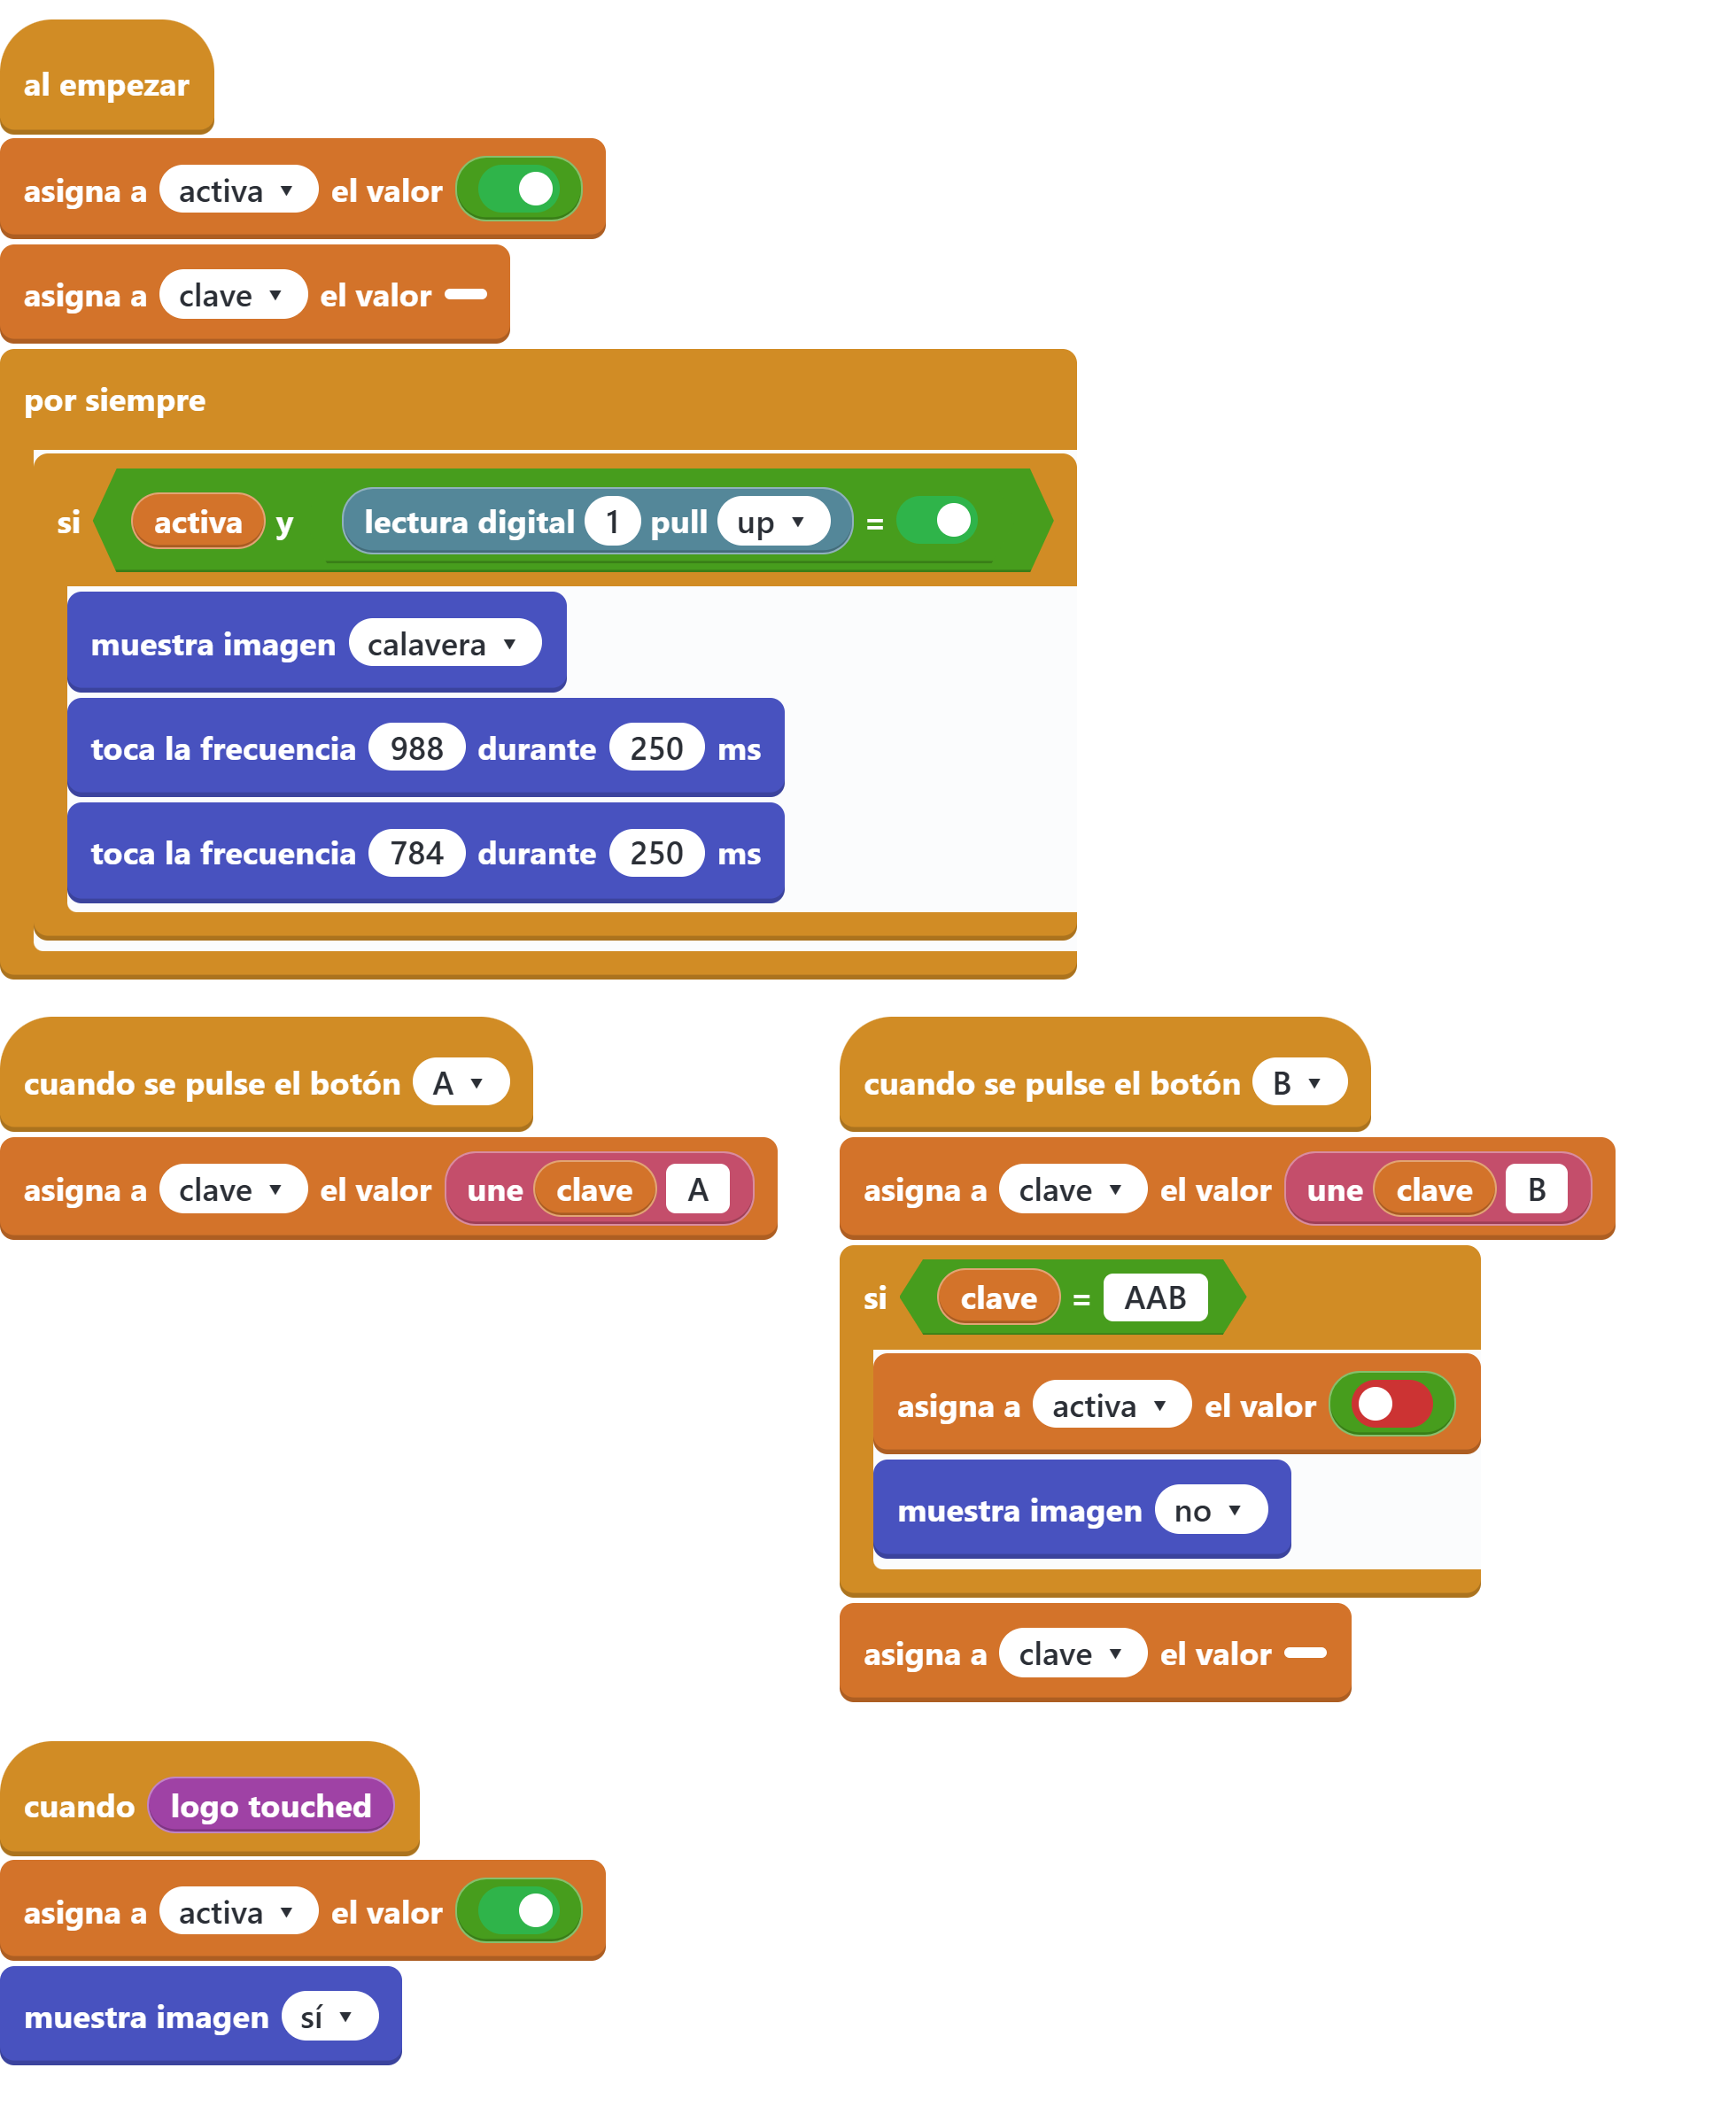 al empezar
asigna a activa el valor
asigna a clave el valor
por siempre
si activa y lectura digital 1 pull up =
muestra imagen calavera
toca la frecuencia 988 durante 250 ms
toca la frecuencia 784 durante 250 ms
cuando se pulse el botón A
asigna a clave el valor une clave A
cuando se pulse el botón B
asigna a clave el valor une clave B
si clave = AAB
asigna a activa el valor
muestra imagen no
asigna a clave el valor
cuando logo touched
asigna a activa el valor
muestra imagen sí